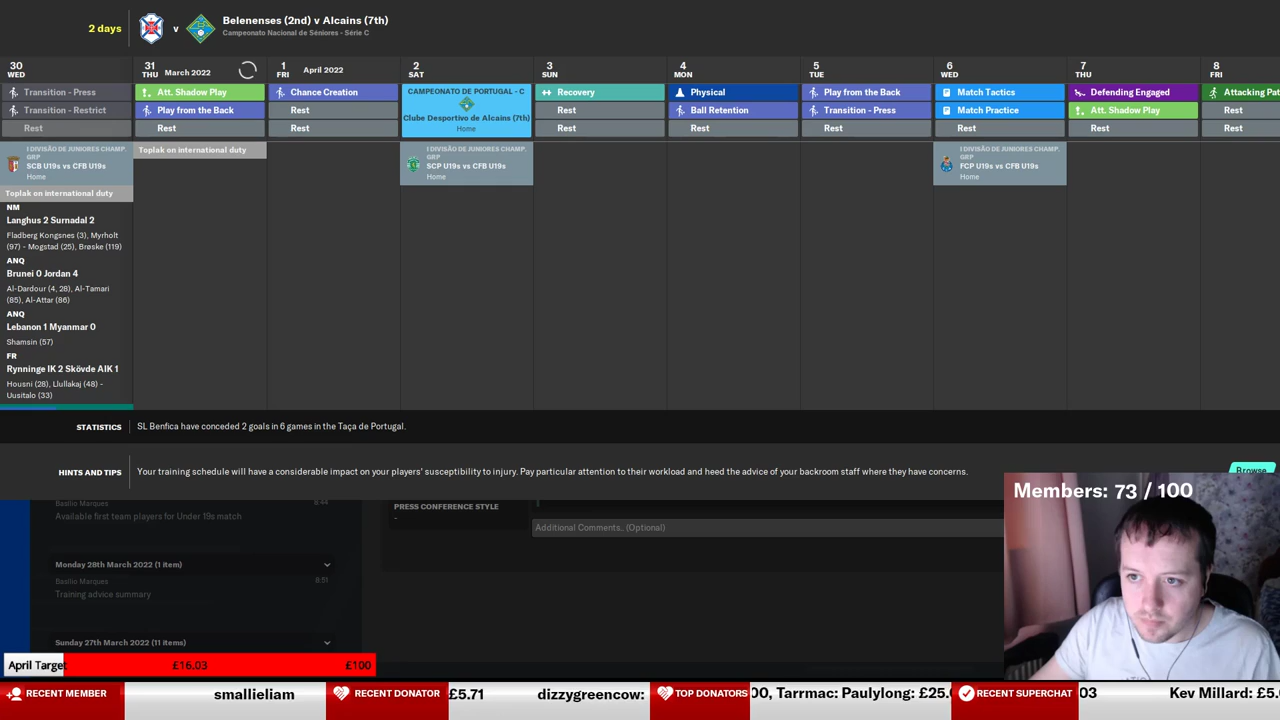 2 days
v
Belenenses (2nd) v Alcains (7th)
Campeonato Nacional de Séniores - Série C
30
WED
31
THU March 2022
1
FRI April 2022
2
SAT
3
SUN
4
MON
5
TUE
6
WED
7
THU
8
FRI
Transition - Press
Att. Shadow Play
Chance Creation
CAMPEONATO DE PORTUGAL - C
Clube Desportivo de Alcains (7th)
Home
Recovery
Physical
Play from the Back
Match Tactics
Defending Engaged
Attacking Pat
Transition - Restrict
Play from the Back
Rest
Rest
Ball Retention
Transition - Press
Match Practice
Att. Shadow Play
Rest
Rest
Rest
Rest
Rest
Rest
Rest
Rest
Rest
Rest
I DIVISÃO DE JUNIORES CHAMP.
GRP
SCB U19s vs CFB U19s
Home
Toplak on international duty
I DIVISÃO DE JUNIORES CHAMP.
GRP
SCP U19s vs CFB U19s
Home
I DIVISÃO DE JUNIORES CHAMP.
GRP
FCP U19s vs CFB U19s
Home
Toplak on international duty
NM
Langhus 2 Surnadal 2
Fladberg Kongsnes (3), Myrholt
(97) - Mogstad (25), Brøske (119)
ANQ
Brunei 0 Jordan 4
Al-Dardour (4, 28), Al-Tamari
(85), Al-Attar (86)
ANQ
Lebanon 1 Myanmar 0
Shamsin (57)
FR
Rynninge IK 2 Skövde AIK 1
Housni (28), Llullakaj (48) -
Uusitalo (33)
STATISTICS
SL Benfica have conceded 2 goals in 6 games in the Taça de Portugal.
HINTS AND TIPS
Your training schedule will have a considerable impact on your players' susceptibility to injury. Pay particular attention to their workload and heed the advice of your backroom staff where they have concerns.
Browse
Basílio Marques
8:44
Available first team players for Under 19s match
PRESS CONFERENCE STYLE
-
Additional Comments.. (Optional)
Monday 28th March 2022 (1 item)
Basílio Marques
8:51
Training advice summary
Sunday 27th March 2022 (11 items)
Members: 73 / 100
April Target
£16.03
£100
RECENT MEMBER
smallieliam
RECENT DONATOR
£5.71
dizzygreencow:
TOP DONATORS
00, Tarrmac: Paulylong: £25.0
RECENT SUPERCHAT
03
Kev Millard: £5.